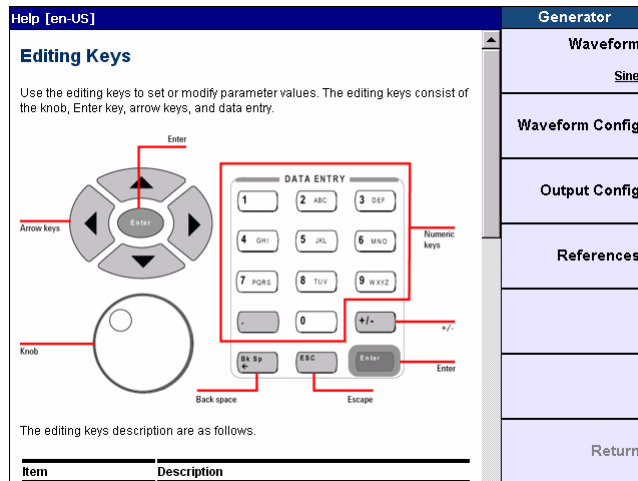 Help [en-US]
Generator
Editing Keys
Waveform
Sine
Use the editing keys to set or modify parameter values. The editing keys consist of
the knob, Enter key, arrow keys, and data entry.
Waveform Config
Output Config
References
Return
Enter
Enter
Arrow keys
Knob
DATA ENTRY
1
2 ABC
3 DEF
4 GHI
5 JKL
6 MNO
7 PQRS
8 TUV
9 WXYZ
.
0
+/-
Bk Sp
←
ESC
Enter
Numeric
keys
+/-
Enter
Back space
Escape
The editing keys description are as follows.
Item Description